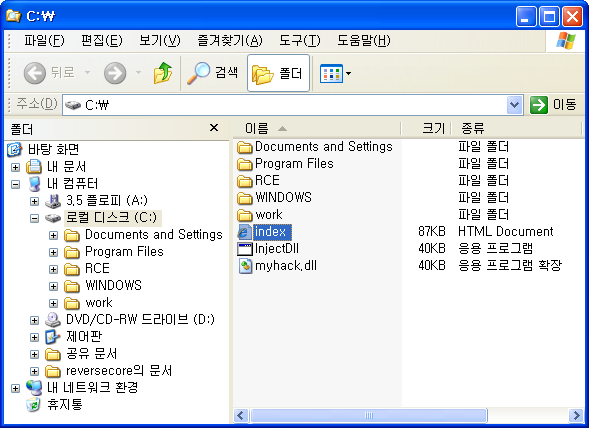 C:₩
파일(F) 편집(E) 보기(V) 즐겨찾기(A) 도구(T) 도움말(H)
뒤로 검색 폴더
주소(D) C:₩ 이동
폴더
바탕 화면
내 문서
내 컴퓨터
3,5 플로피 (A:)
로컬 디스크 (C:)
Documents and Settings
Program Files
RCE
WINDOWS
work
DVD/CD-RW 드라이브 (D:)
제어판
공유 문서
reversecore의 문서
내 네트워크 환경
휴지통
이름 크기 종류
Documents and Settings 파일 폴더
Program Files 파일 폴더
RCE 파일 폴더
WINDOWS 파일 폴더
work 파일 폴더
index 87KB HTML Document
InjectDll 40KB 응용 프로그램
myhack,dll 40KB 응용 프로그램 확장